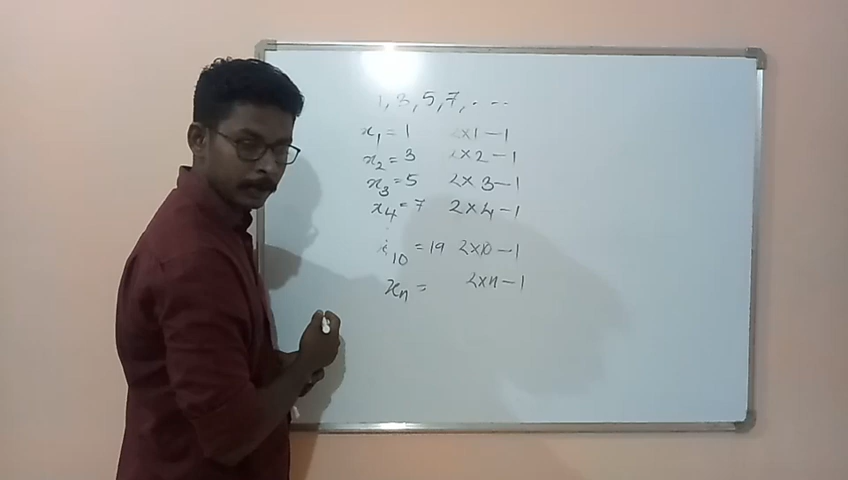 1, 3, 5, 7, . . . .
x₁ = 1 2×1 – 1
x₂ = 3 2×2 – 1
x₃ = 5 2×3 – 1
x₄ = 7 2×4 – 1
x₁₀ = 19 2×10 – 1
xₙ = 2×n – 1